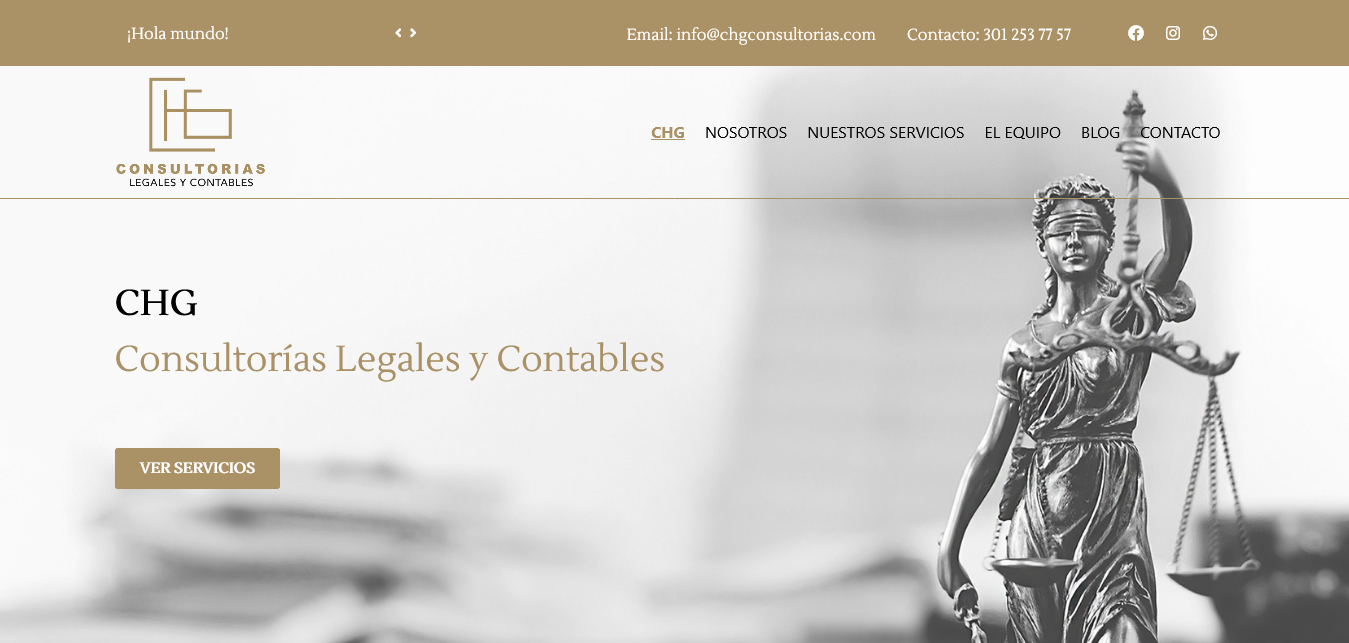 ¡Hola mundo!
Email: info@chgconsultorias.com
Contacto: 301 253 77 57
CONSULTORIAS
LEGALES Y CONTABLES
CHG
NOSOTROS
NUESTROS SERVICIOS
EL EQUIPO
BLOG
CONTACTO
CHG
Consultorías Legales y Contables
VER SERVICIOS